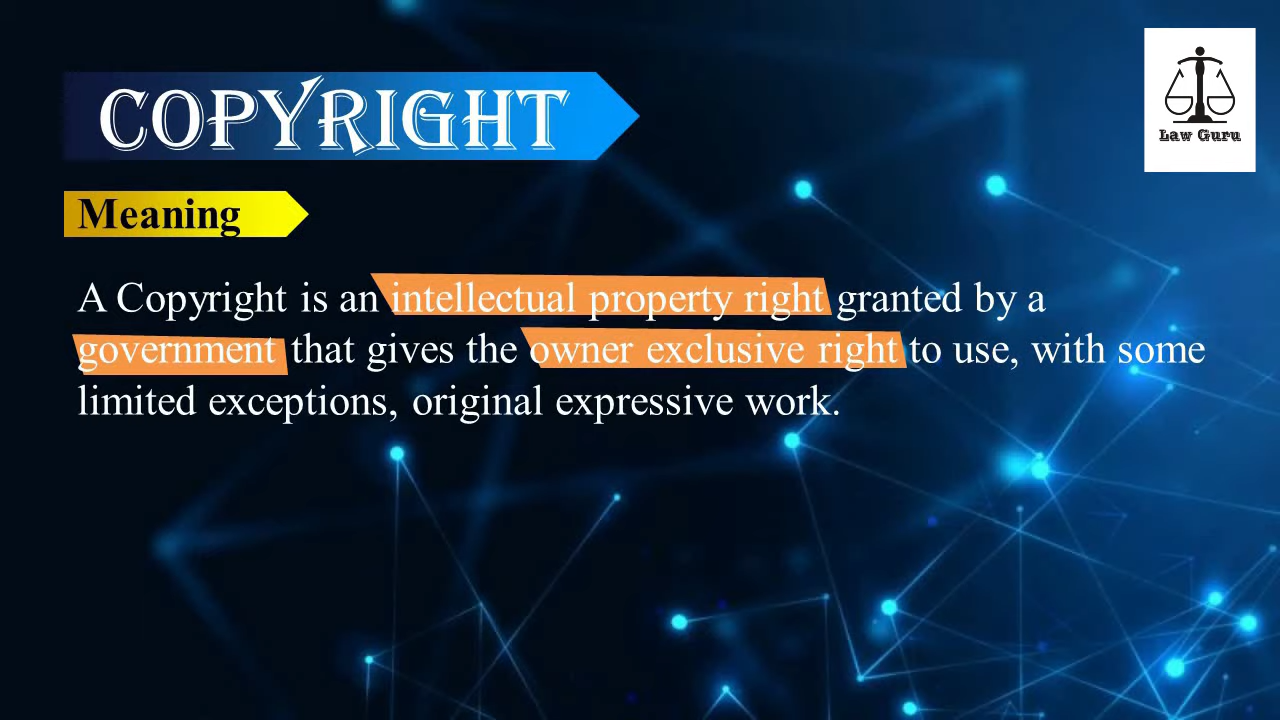 COPYRIGHT
Law Guru
Meaning
A Copyright is an intellectual property right granted by a
government that gives the owner exclusive right to use, with some
limited exceptions, original expressive work.